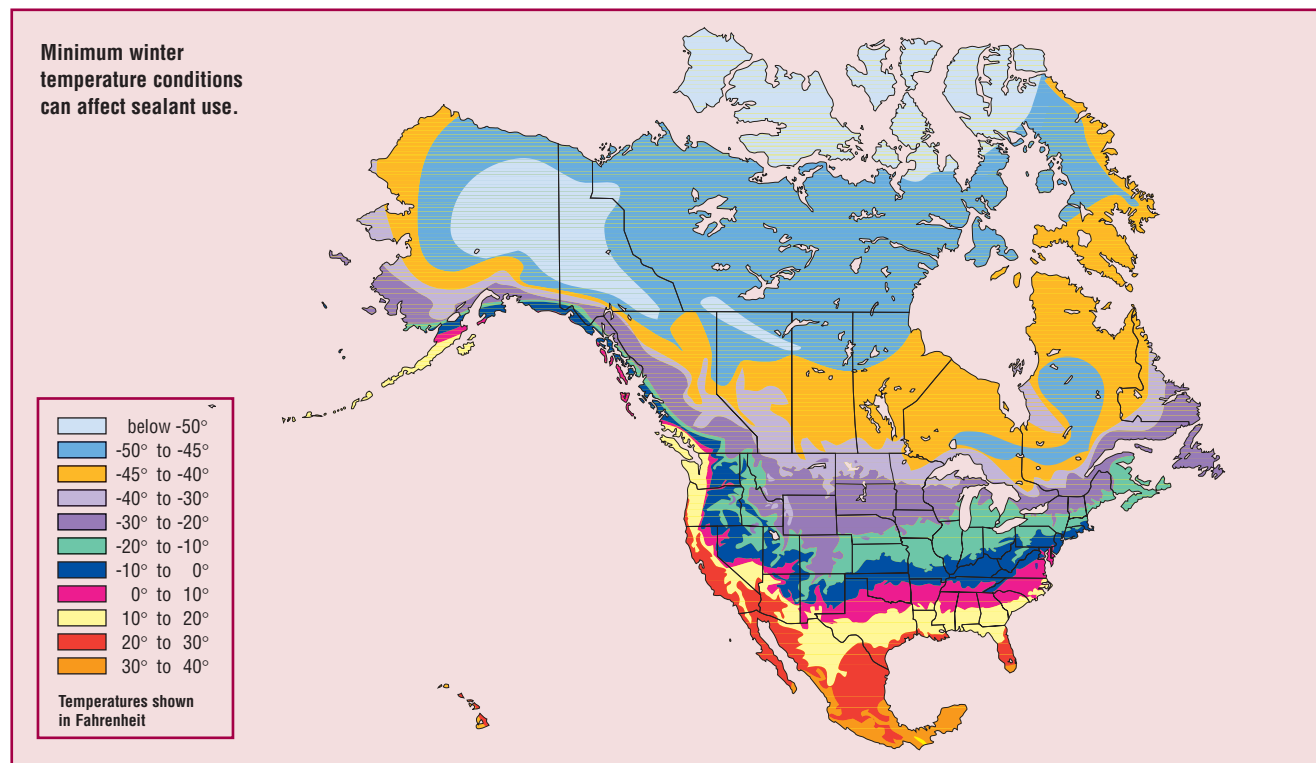 Minimum winter
temperature conditions
can affect sealant use.
below -50°
-50° to -45°
-45° to -40°
-40° to -30°
-30° to -20°
-20° to -10°
-10° to 0°
0° to 10°
10° to 20°
20° to 30°
30° to 40°
Temperatures shown
in Fahrenheit